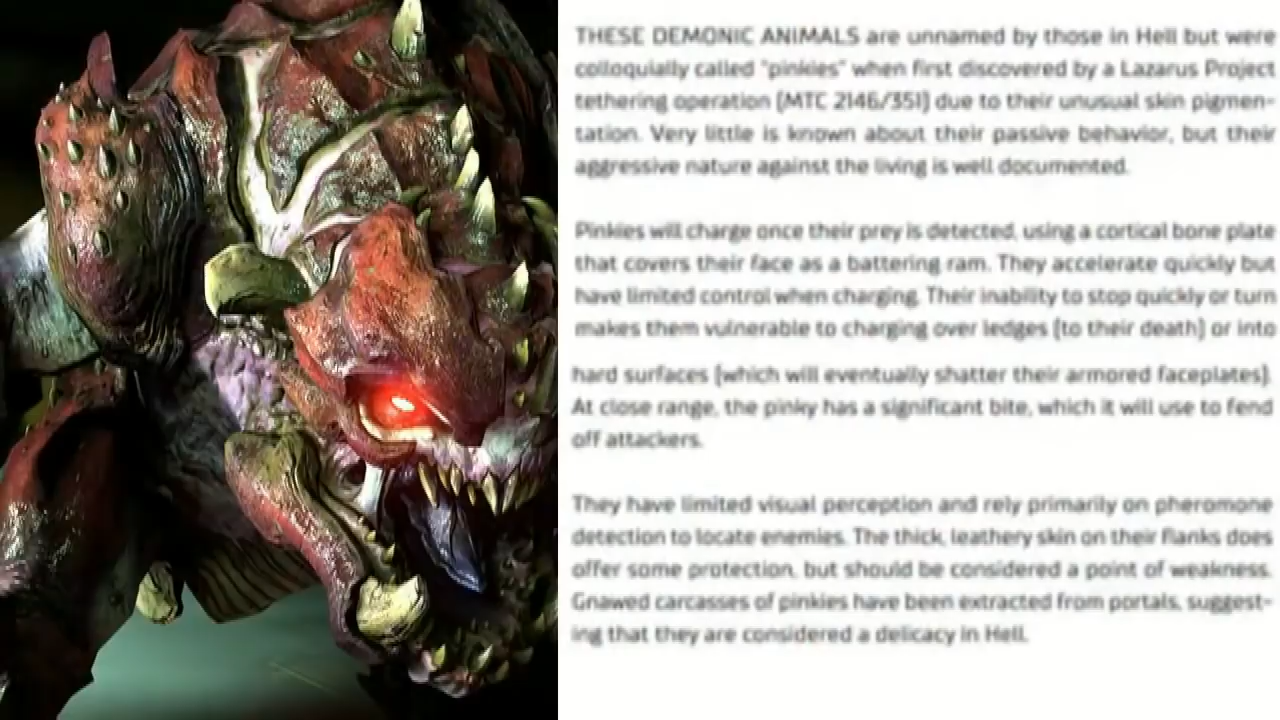 THESE DEMONIC ANIMALS are unnamed by those in Hell but were
colloquially called "pinkies" when first discovered by a Lazarus Project
tethering operation (MTC 2146/351) due to their unusual skin pigmen-
tation. Very little is known about their passive behavior, but their
aggressive nature against the living is well documented.
Pinkies will charge once their prey is detected, using a cortical bone plate
that covers their face as a battering ram. They accelerate quickly but
have limited control when charging. Their inability to stop quickly or turn
makes them vulnerable to charging over ledges (to their death) or into
hard surfaces (which will eventually shatter their armored faceplates).
At close range, the pinky has a significant bite, which it will use to fend
off attackers.
They have limited visual perception and rely primarily on pheromone
detection to locate enemies. The thick, leathery skin on their flanks does
offer some protection, but should be considered a point of weakness.
Gnawed carcasses of pinkies have been extracted from portals, suggest-
ing that they are considered a delicacy in Hell.